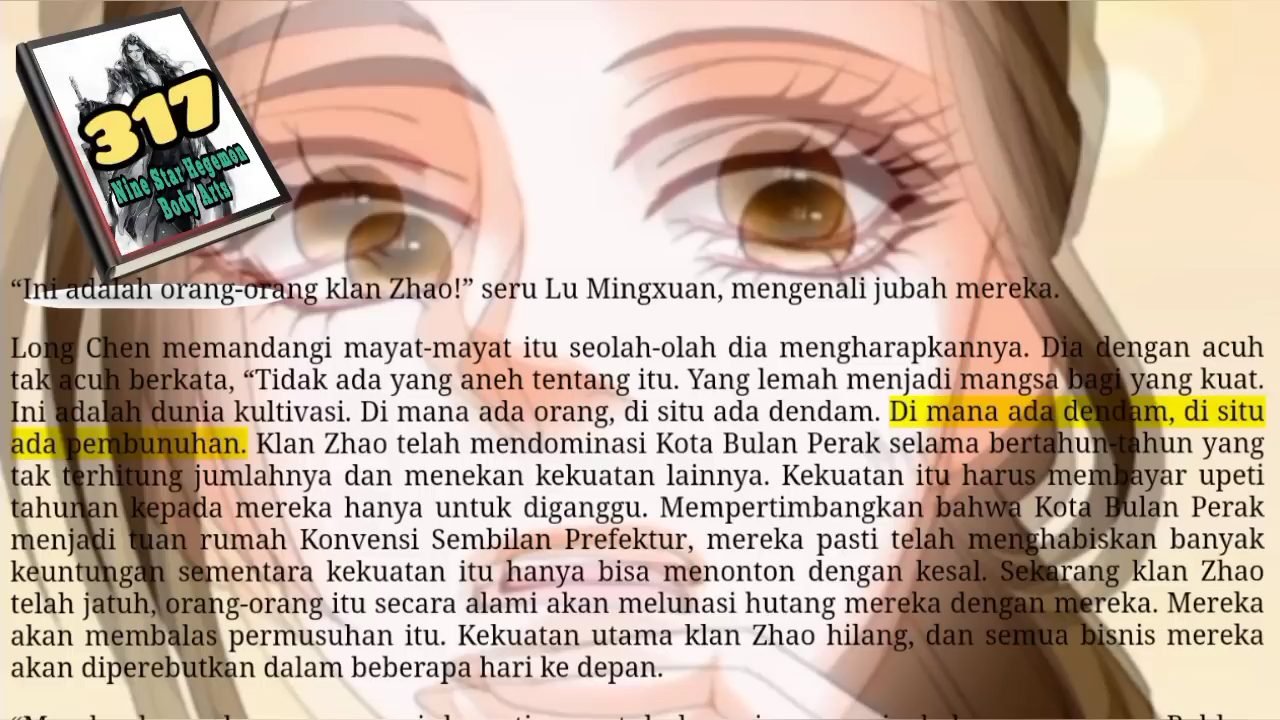 317
Nine Star Hegemon
Body Arts
“Ini adalah orang-orang klan Zhao!” seru Lu Mingxuan, mengenali jubah mereka.
Long Chen memandangi mayat-mayat itu seolah-olah dia mengharapkannya. Dia dengan acuh
tak acuh berkata, “Tidak ada yang aneh tentang itu. Yang lemah menjadi mangsa bagi yang kuat.
Ini adalah dunia kultivasi. Di mana ada orang, di situ ada dendam. Di mana ada dendam, di situ
ada pembunuhan. Klan Zhao telah mendominasi Kota Bulan Perak selama bertahun-tahun yang
tak terhitung jumlahnya dan menekan kekuatan lainnya. Kekuatan itu harus membayar upeti
tahunan kepada mereka hanya untuk diganggu. Mempertimbangkan bahwa Kota Bulan Perak
menjadi tuan rumah Konvensi Sembilan Prefektur, mereka pasti telah menghabiskan banyak
keuntungan sementara kekuatan itu hanya bisa menonton dengan kesal. Sekarang klan Zhao
telah jatuh, orang-orang itu secara alami akan melunasi hutang mereka dengan mereka. Mereka
akan membalas permusuhan itu. Kekuatan utama klan Zhao hilang, dan semua bisnis mereka
akan diperebutkan dalam beberapa hari ke depan.